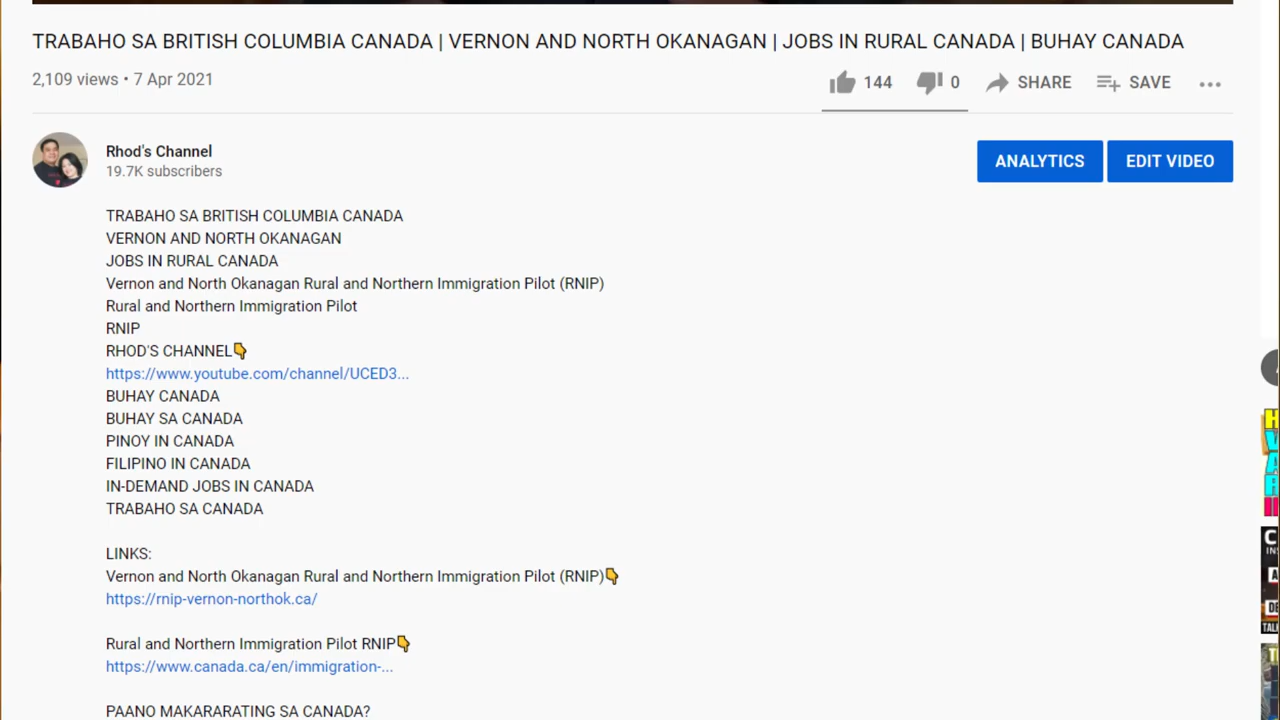 TRABAHO SA BRITISH COLUMBIA CANADA | VERNON AND NORTH OKANAGAN | JOBS IN RURAL CANADA | BUHAY CANADA
2,109 views • 7 Apr 2021
144
0
SHARE
SAVE
Rhod's Channel
19.7K subscribers
ANALYTICS
EDIT VIDEO
TRABAHO SA BRITISH COLUMBIA CANADA
VERNON AND NORTH OKANAGAN
JOBS IN RURAL CANADA
Vernon and North Okanagan Rural and Northern Immigration Pilot (RNIP)
Rural and Northern Immigration Pilot
RNIP
RHOD'S CHANNEL👇
https://www.youtube.com/channel/UCED3...
BUHAY CANADA
BUHAY SA CANADA
PINOY IN CANADA
FILIPINO IN CANADA
IN-DEMAND JOBS IN CANADA
TRABAHO SA CANADA
LINKS:
Vernon and North Okanagan Rural and Northern Immigration Pilot (RNIP)👇
https://rnip-vernon-northok.ca/
Rural and Northern Immigration Pilot RNIP👇
https://www.canada.ca/en/immigration-...
PAANO MAKARARATING SA CANADA?